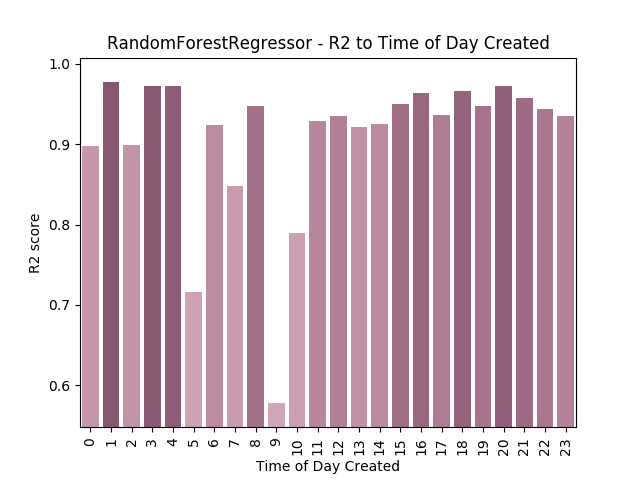 RandomForestRegressor - R2 to Time of Day Created
1.0
0.9
0.8
0.7
0.6
R2 score
0 1 2 3 4 5 6 7 8 9 10 11 12 13 14 15 16 17 18 19 20 21 22 23
Time of Day Created